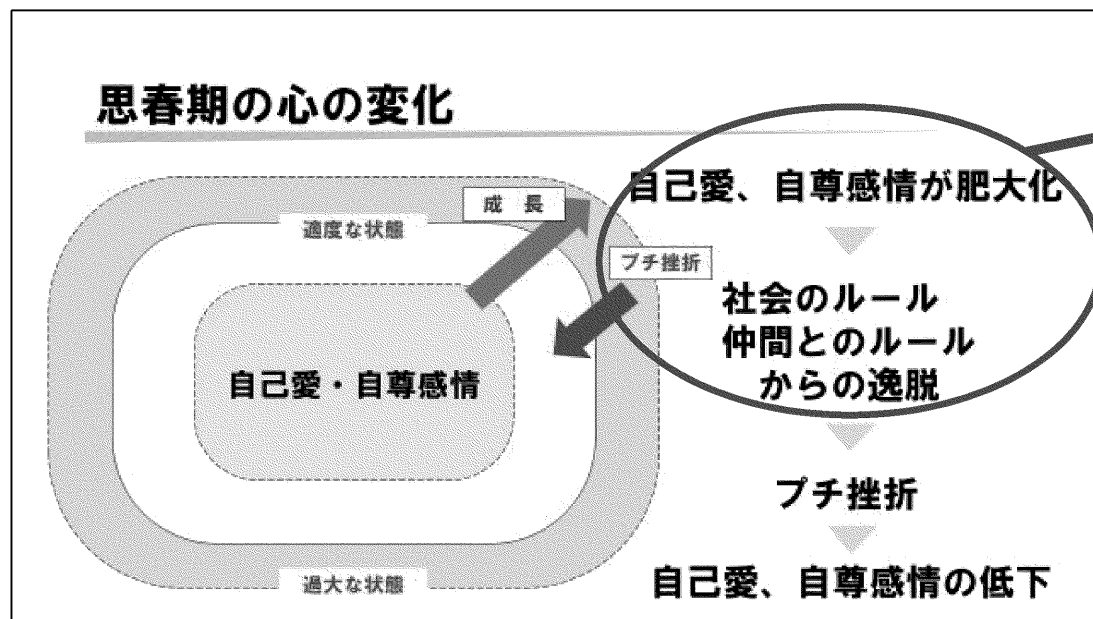 思春期の心の変化
自己愛、自尊感情が肥大化
成 長
適度な状態
プチ挫折
社会のルール
仲間とのルール
からの逸脱
自己愛・自尊感情
プチ挫折
過大な状態
自己愛、自尊感情の低下